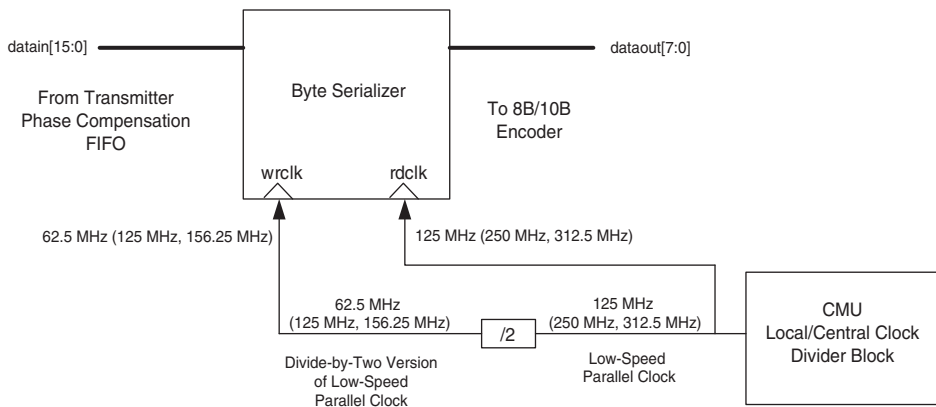 datain[15:0]
dataout[7:0]
From Transmitter
Phase Compensation
FIFO
Byte Serializer
To 8B/10B
Encoder
wrclk
rdclk
62.5 MHz (125 MHz, 156.25 MHz)
125 MHz (250 MHz, 312.5 MHz)
62.5 MHz
(125 MHz, 156.25 MHz)
/2
125 MHz
(250 MHz, 312.5 MHz)
CMU
Local/Central Clock
Divider Block
Divide-by-Two Version
of Low-Speed
Parallel Clock
Low-Speed
Parallel Clock